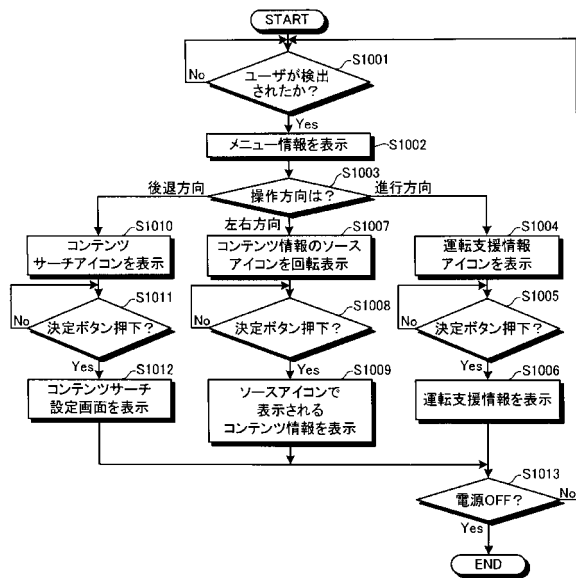 START
S1001
No
ユーザが検出
されたか？
Yes
メニュー情報を表示
S1002
S1003
後退方向
操作方向は？
進行方向
左右方向
S1010
コンテンツ
サーチアイコンを表示
S1007
コンテンツ情報のソース
アイコンを回転表示
S1004
運転支援情報
アイコンを表示
S1011
No
決定ボタン押下？
Yes
S1008
No
決定ボタン押下？
Yes
S1005
No
決定ボタン押下？
Yes
S1012
コンテンツサーチ
設定画面を表示
S1009
ソースアイコンで
表示される
コンテンツ情報を表示
S1006
運転支援情報を表示
S1013
電源OFF？
No
Yes
END